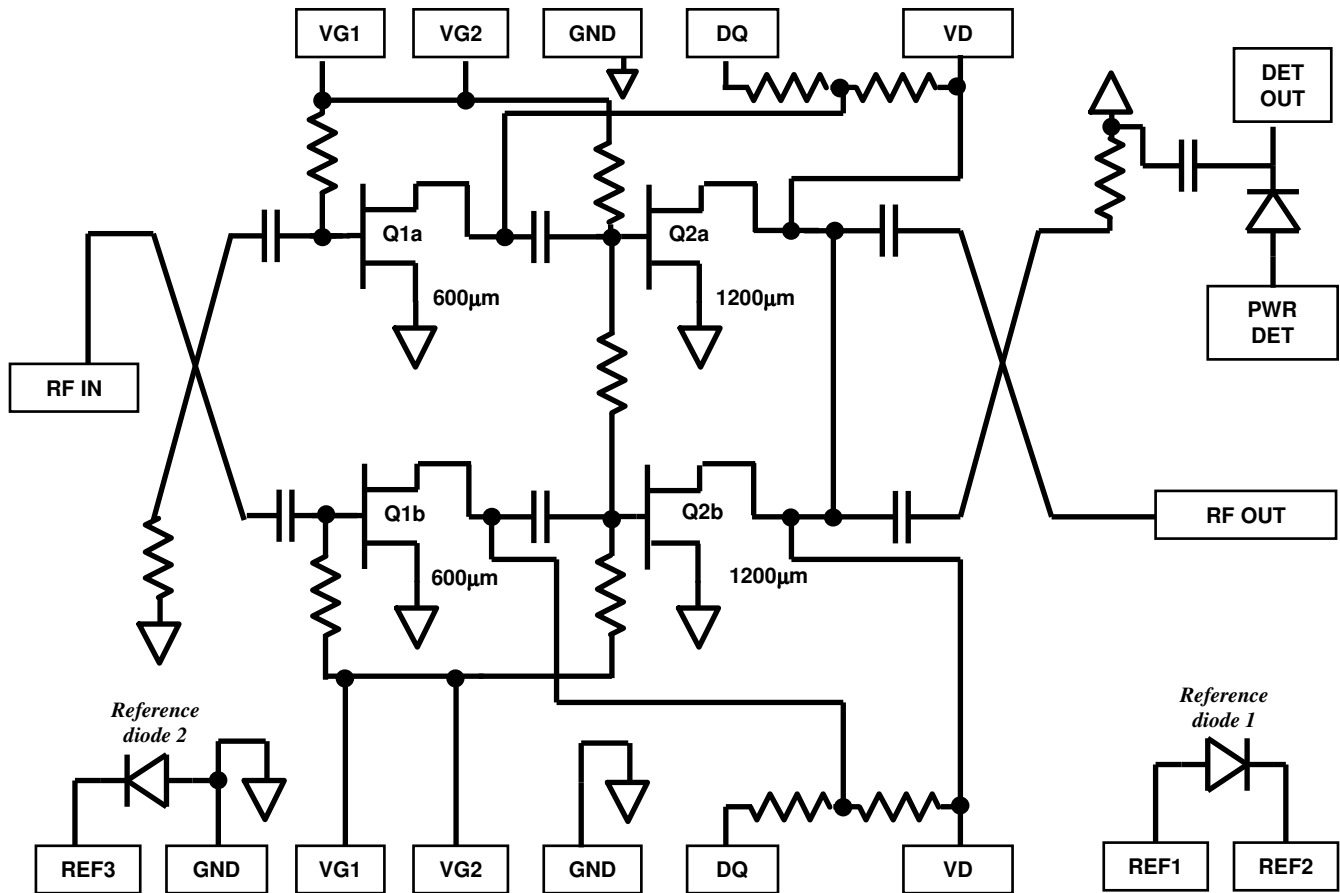 VG1
VG2
GND
DQ
VD
DET
OUT
Q1a
Q2a
600µm
1200µm
PWR
DET
RF IN
Q1b
Q2b
RF OUT
600µm
1200µm
Reference
diode 2
Reference
diode 1
REF3
GND
VG1
VG2
GND
DQ
VD
REF1
REF2